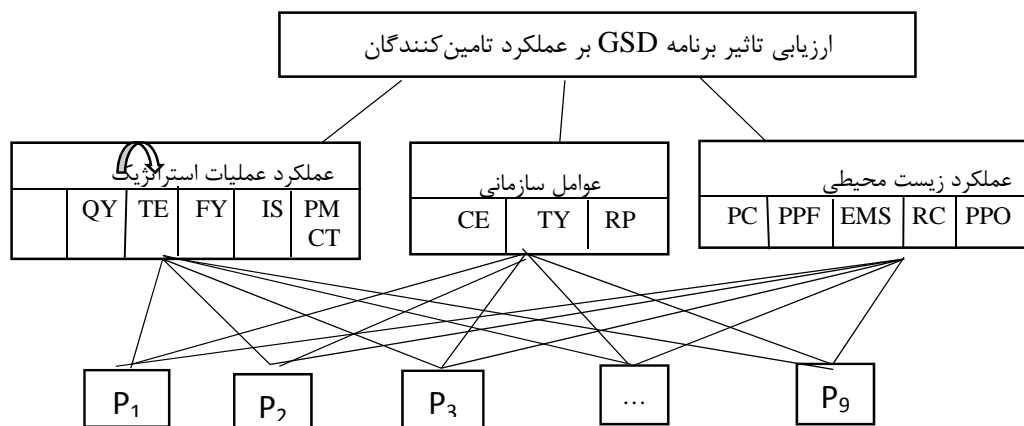 ارزیابی تاثیر برنامه GSD بر عملکرد تامین‌کنندگان
عملکرد عملیات استراتژیک
عوامل سازمانی
عملکرد زیست محیطی
QY TE FY IS PM CT
CE TY RP
PC PPF EMS RC PPO
P1 P2 P3 ... P9